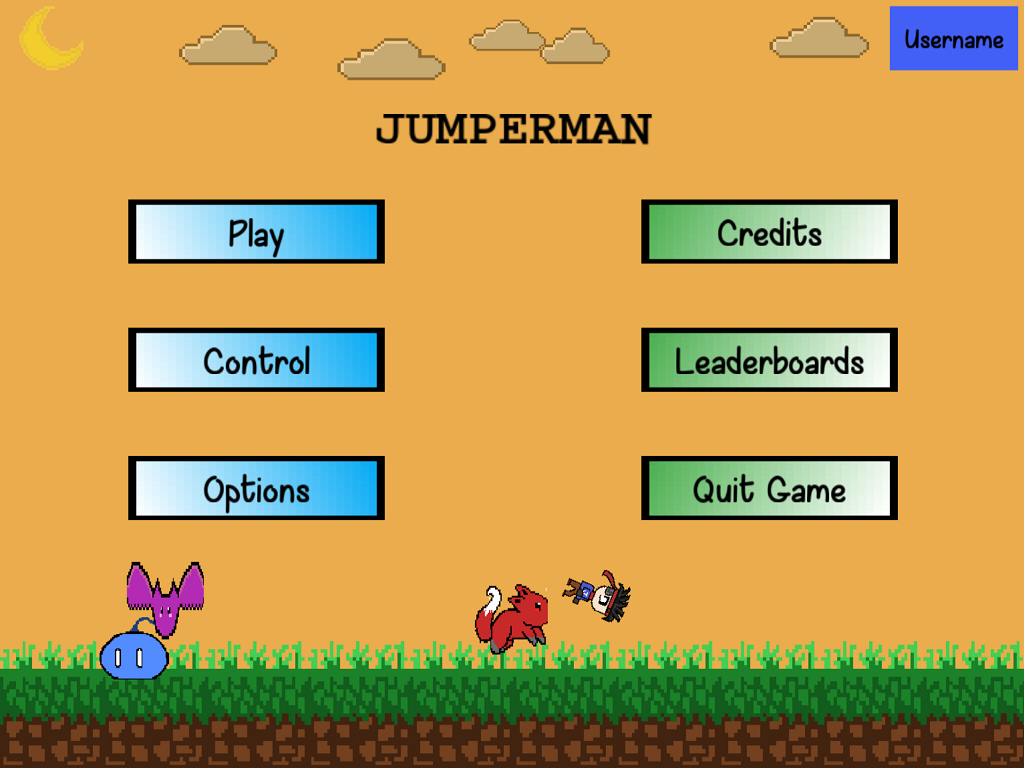 Username
JUMPERMAN
Play
Credits
Control
Leaderboards
Options
Quit Game